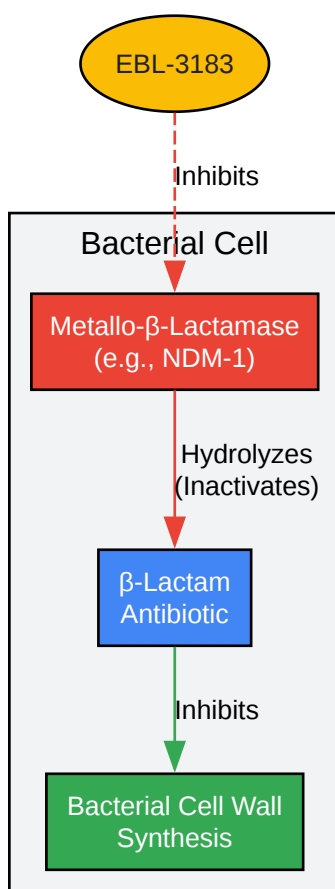 EBL-3183
Inhibits
Bacterial Cell
Metallo-β-Lactamase
(e.g., NDM-1)
Hydrolyzes
(Inactivates)
β-Lactam
Antibiotic
Inhibits
Bacterial Cell Wall
Synthesis